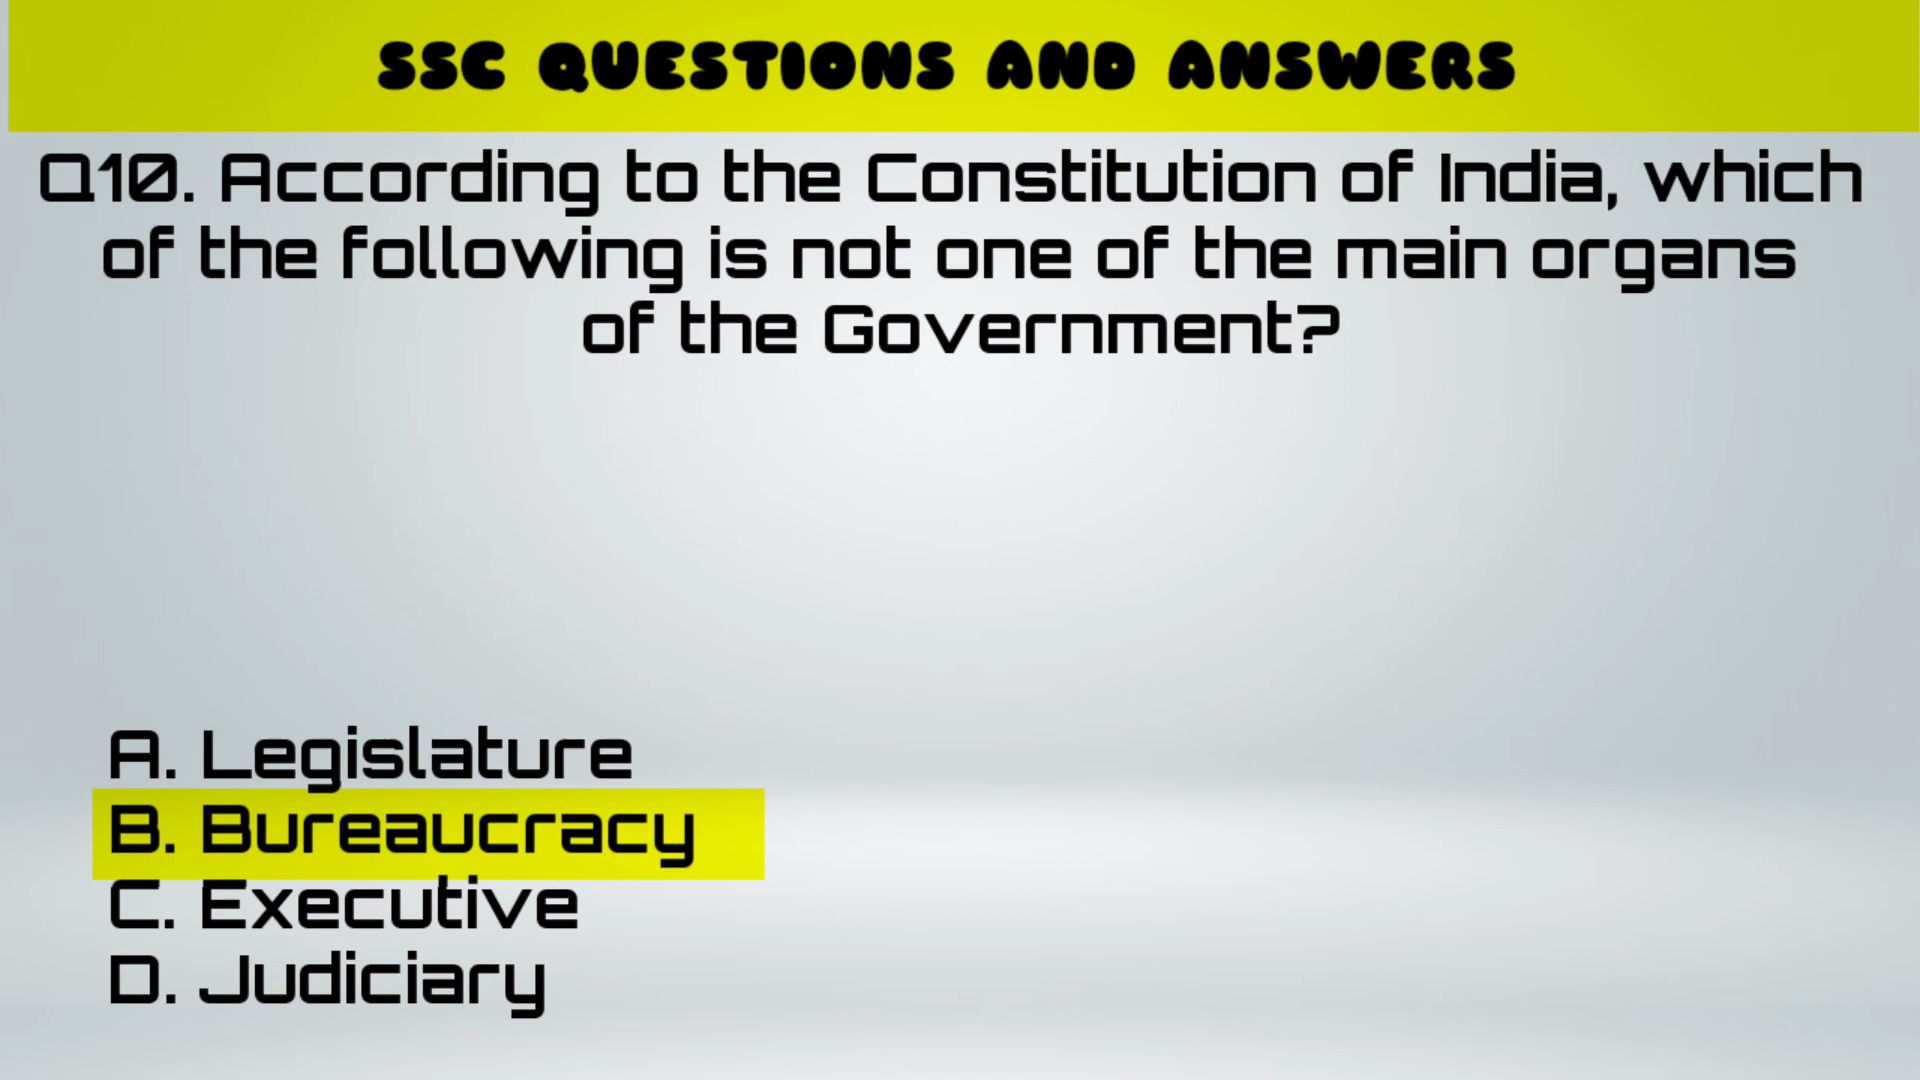 SSC QUESTIONS AND ANSWERS
Q10. According to the Constitution of India, which
of the following is not one of the main organs
of the Government?
A. Legislature
B. Bureaucracy
C. Executive
D. Judiciary